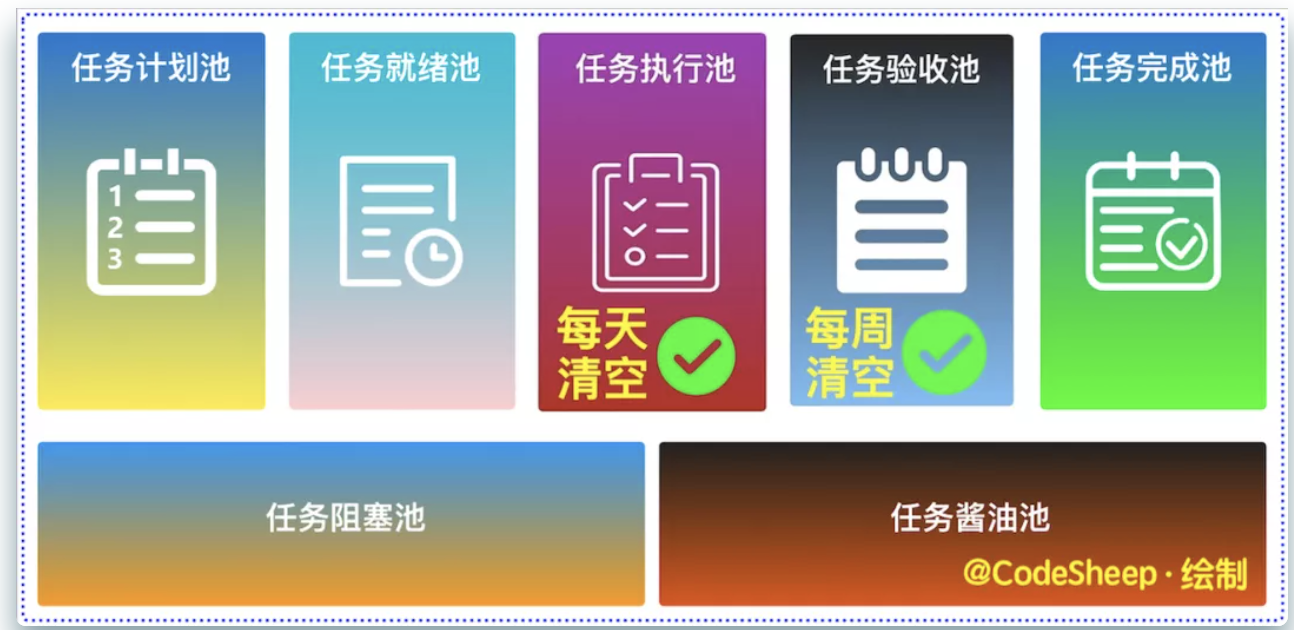 任务计划池
任务就绪池
任务执行池
任务验收池
任务完成池
1
2
3
每天
清空
每周
清空
任务阻塞池
任务酱油池
@CodeSheep · 绘制